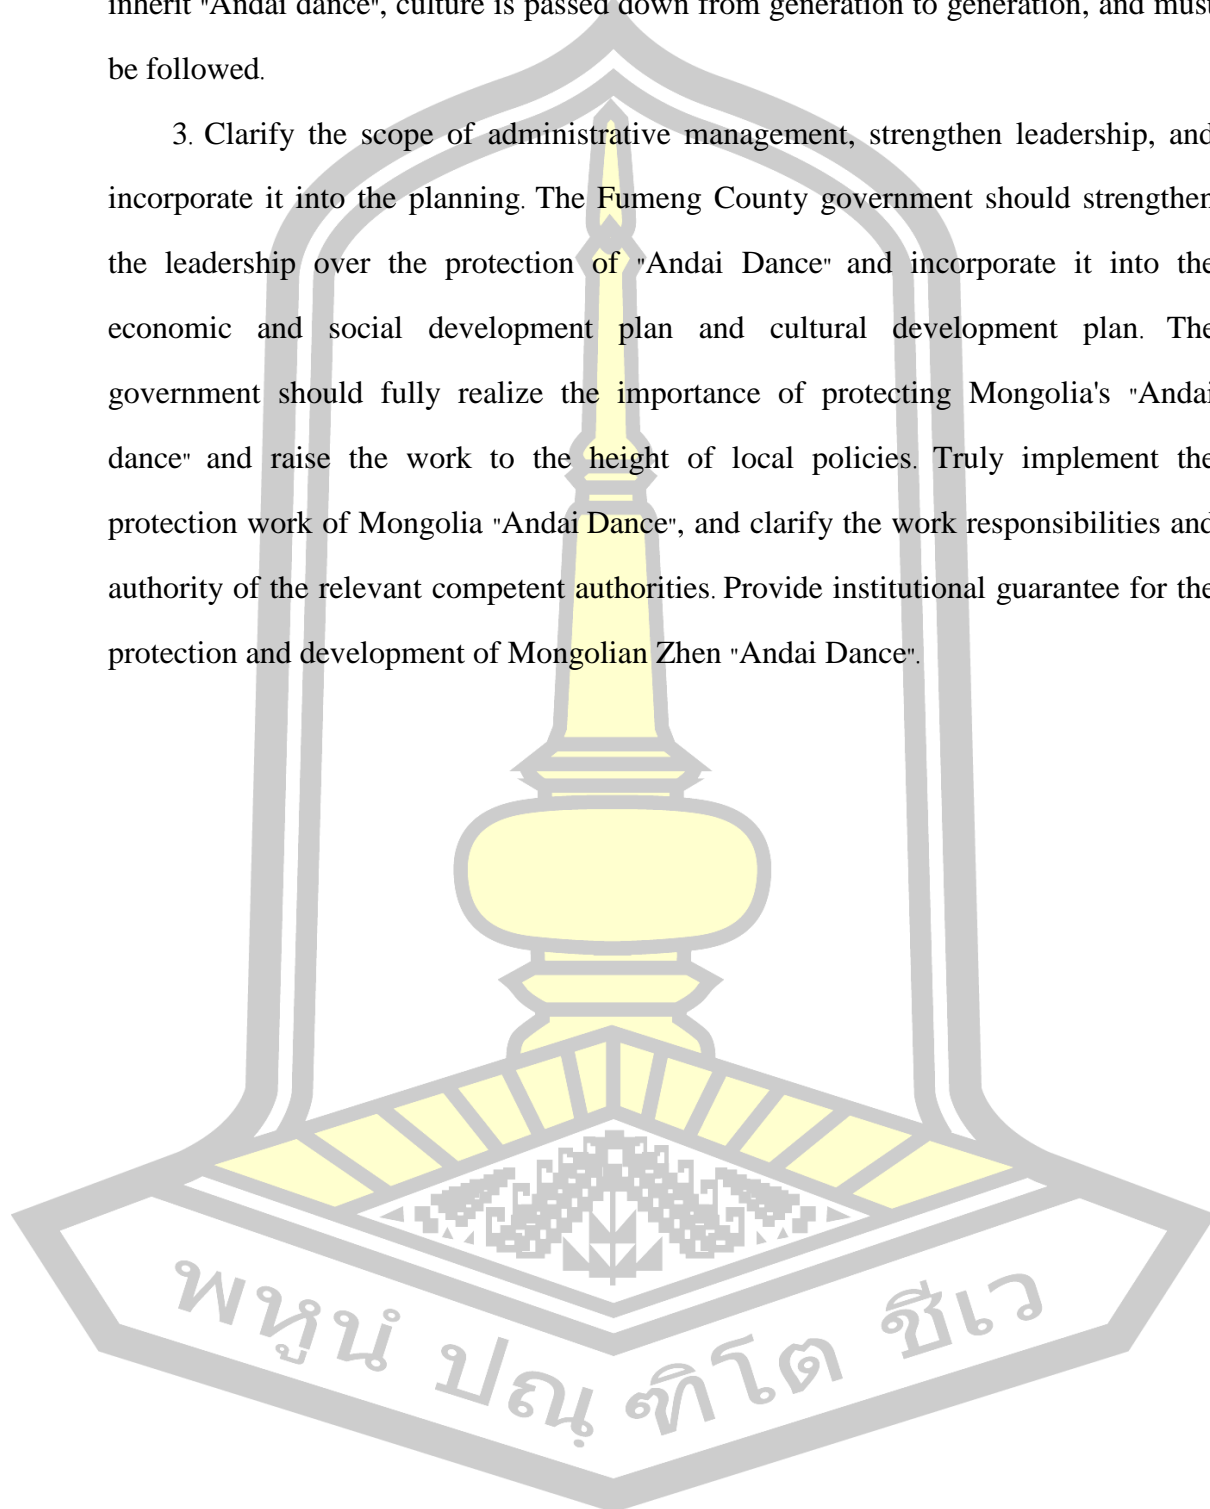 inherit "Andai dance", culture is passed down from generation to generation, and must
be followed.
3. Clarify the scope of administrative management, strengthen leadership, and
incorporate it into the planning. The Fumeng County government should strengthen
the leadership over the protection of "Andai Dance" and incorporate it into the
economic and social development plan and cultural development plan. The
government should fully realize the importance of protecting Mongolia's "Andai
dance" and raise the work to the height of local policies. Truly implement the
protection work of Mongolia "Andai Dance", and clarify the work responsibilities and
authority of the relevant competent authorities. Provide institutional guarantee for the
protection and development of Mongolian Zhen "Andai Dance".
พหูนํ ปณฺฑิโต ชีเว